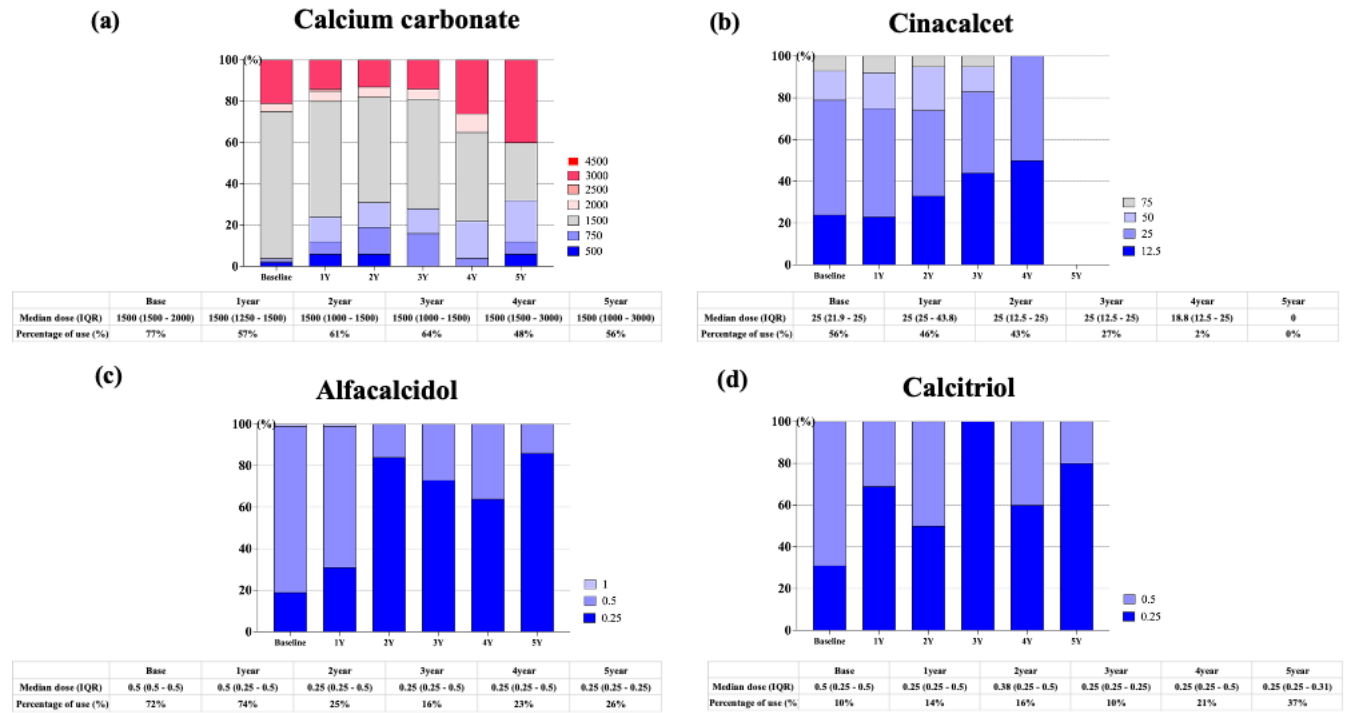 (a)
Calcium carbonate
100 (%)
80
60
40
20
0
Baseline 1Y 2Y 3Y 4Y 5Y
4500
3000
2500
2000
1500
750
500
Base 1year 2year 3year 4year 5year
Median dose (IQR) 1500 (1500 - 2000) 1500 (1250 - 1500) 1500 (1000 - 1500) 1500 (1000 - 1500) 1500 (1500 - 3000) 1500 (1000 - 3000)
Percentage of use (%) 77% 57% 61% 64% 48% 56%
(b)
Cinacalcet
100 (%)
80
60
40
20
0
Baseline 1Y 2Y 3Y 4Y 5Y
75
50
25
12.5
Base 1year 2year 3year 4year 5year
Median dose (IQR) 25 (21.9 - 25) 25 (25 - 43.8) 25 (12.5 - 25) 25 (12.5 - 25) 18.8 (12.5 - 25) 0
Percentage of use (%) 56% 46% 43% 27% 2% 0%
(c)
Alfacalcidol
100 (%)
80
60
40
20
0
Baseline 1Y 2Y 3Y 4Y 5Y
1
0.5
0.25
Base 1year 2year 3year 4year 5year
Median dose (IQR) 0.5 (0.5 - 0.5) 0.5 (0.25 - 0.5) 0.25 (0.25 - 0.5) 0.25 (0.25 - 0.5) 0.25 (0.25 - 0.5) 0.25 (0.25 - 0.25)
Percentage of use (%) 72% 74% 25% 16% 23% 26%
(d)
Calcitriol
100 (%)
80
60
40
20
0
Baseline 1Y 2Y 3Y 4Y 5Y
0.5
0.25
Base 1year 2year 3year 4year 5year
Median dose (IQR) 0.5 (0.25 - 0.5) 0.25 (0.25 - 0.5) 0.38 (0.25 - 0.5) 0.25 (0.25 - 0.25) 0.25 (0.25 - 0.5) 0.25 (0.25 - 0.31)
Percentage of use (% 10% 14% 16% 10% 21% 37%